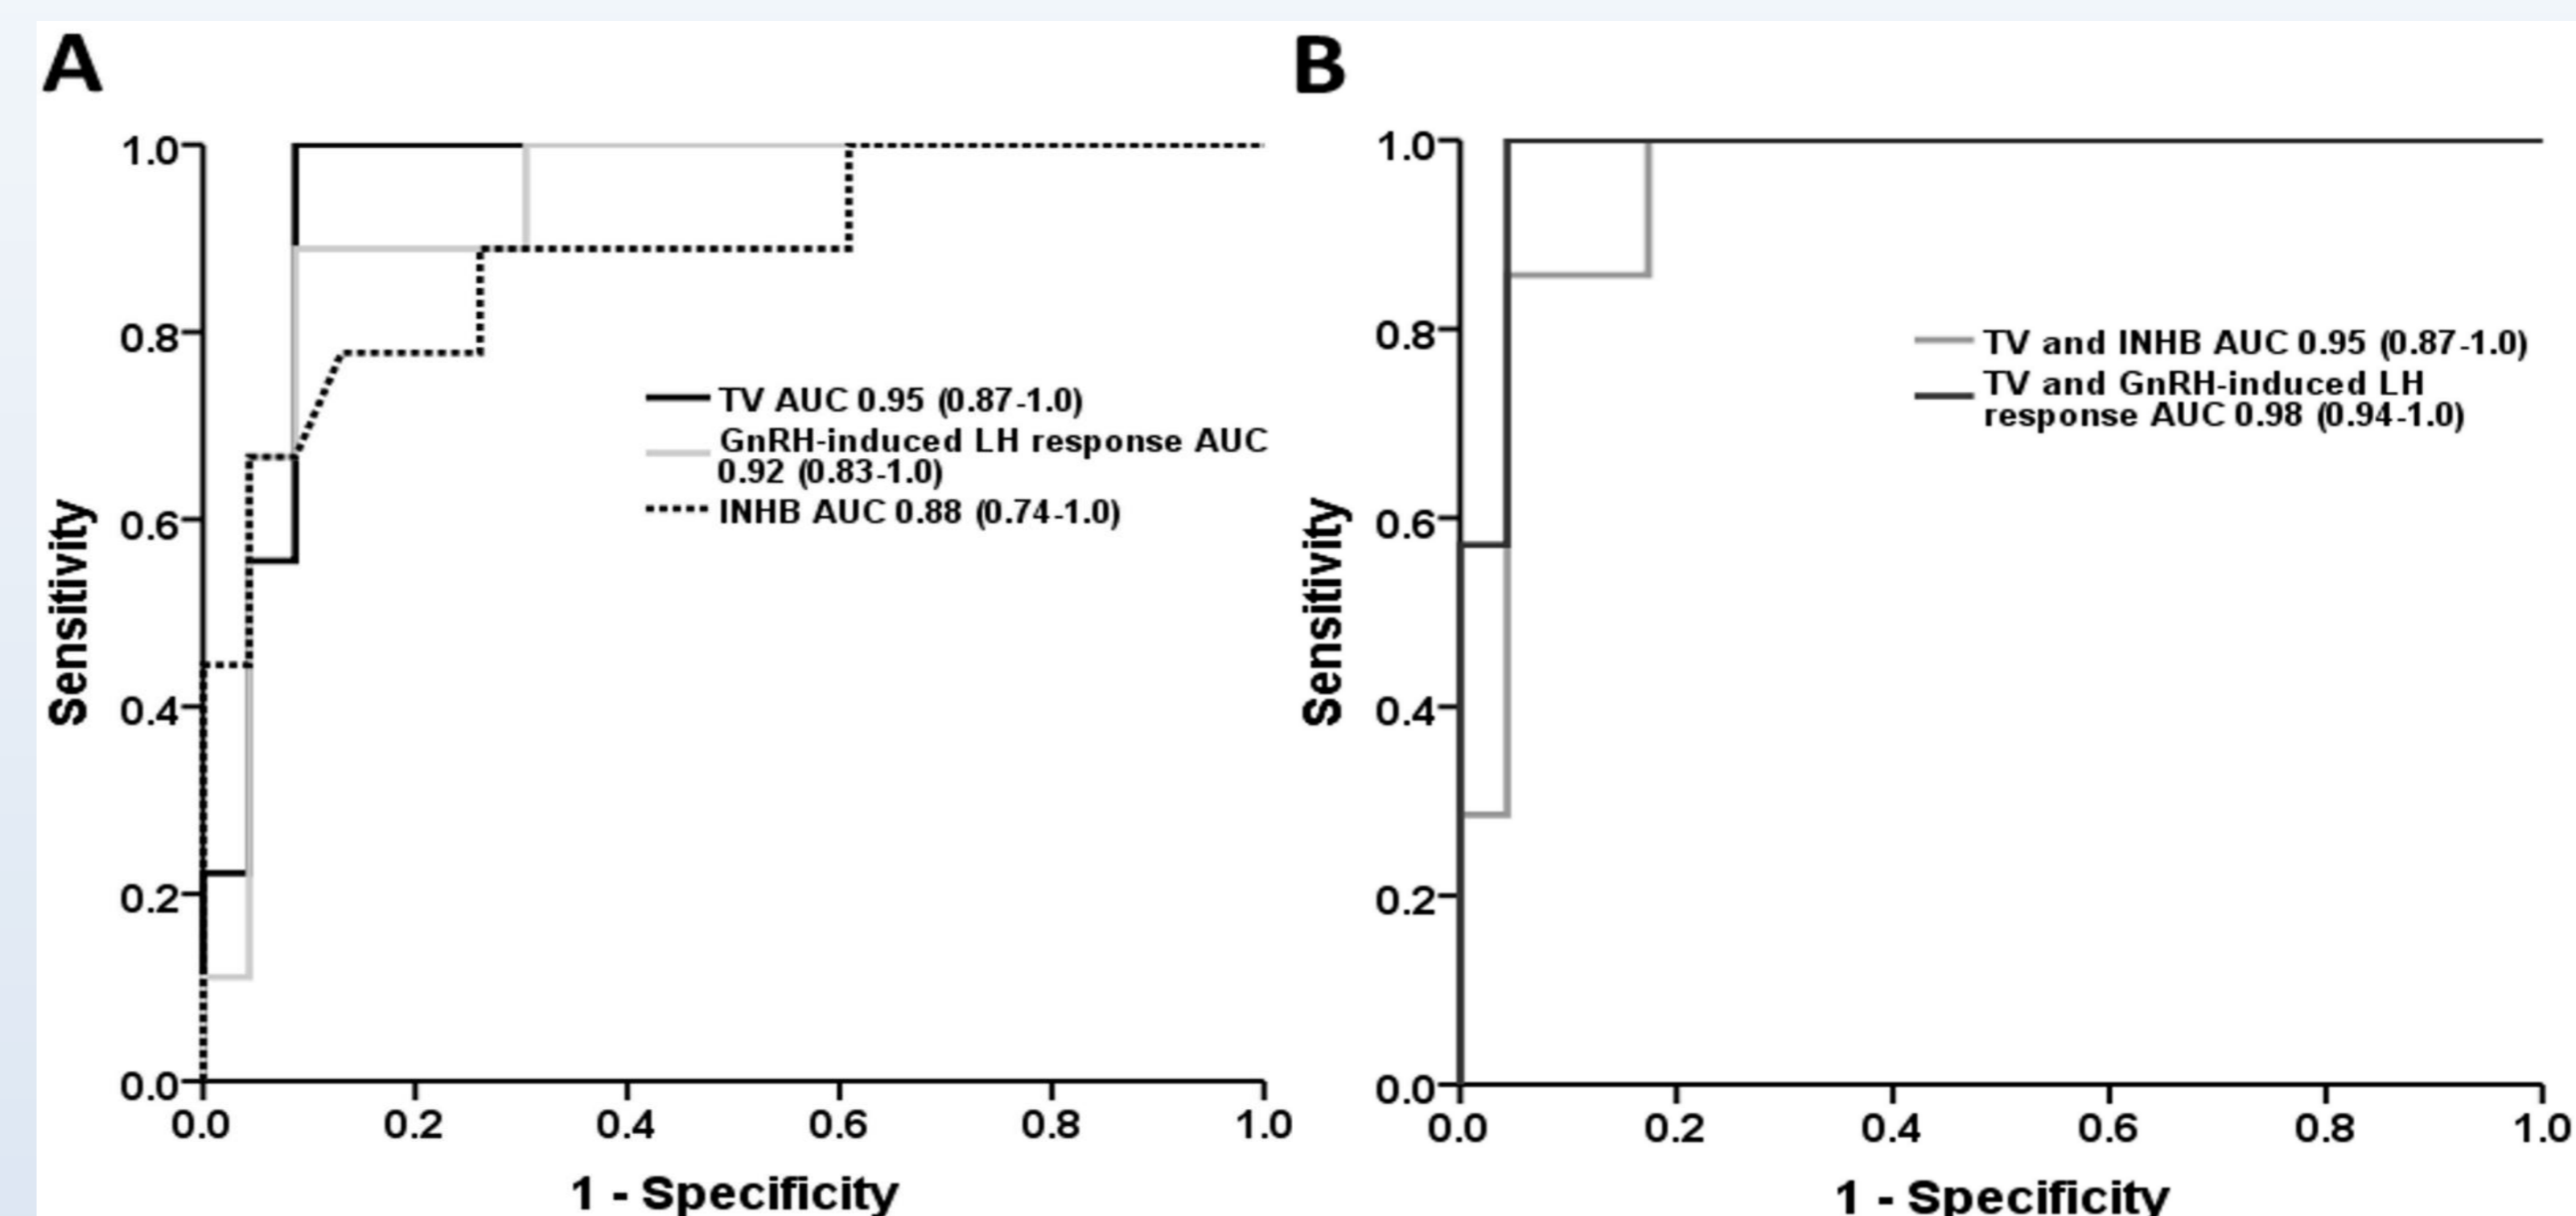 A
1.0
0.8
0.6
0.4
0.2
0.0
Sensitivity
TV AUC 0.95 (0.87-1.0)
GnRH-induced LH response AUC
0.92 (0.83-1.0)
INHB AUC 0.88 (0.74-1.0)
0.0 0.2 0.4 0.6 0.8 1.0
1 - Specificity
B
1.0
0.8
0.6
0.4
0.2
0.0
Sensitivity
TV and INHB AUC 0.95 (0.87-1.0)
TV and GnRH-induced LH
response AUC 0.98 (0.94-1.0)
0.0 0.2 0.4 0.6 0.8 1.0
1 - Specificity